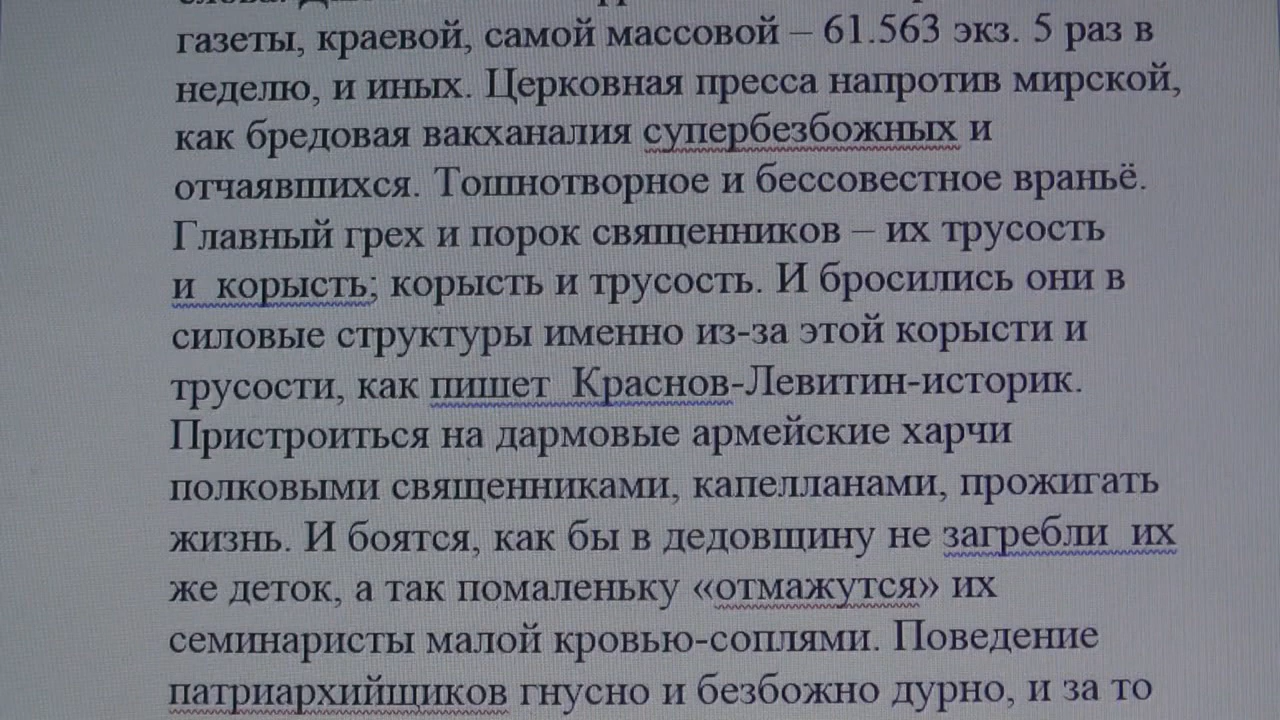 газеты, краевой, самой массовой – 61.563 экз. 5 раз в
неделю, и иных. Церковная пресса напротив мирской,
как бредовая вакханалия супербезбожных и
отчаявшихся. Тошнотворное и бессовестное враньё.
Главный грех и порок священников – их трусость
и  корысть; корысть и трусость. И бросились они в
силовые структуры именно из-за этой корысти и
трусости, как пишет  Краснов-Левитин-историк.
Пристроиться на дармовые армейские харчи
полковыми священниками, капелланами, прожигать
жизнь. И боятся, как бы в дедовщину не загребли  их
же деток, а так помаленьку «отмажутся» их
семинаристы малой кровью-соплями. Поведение
патриархийщиков гнусно и безбожно дурно, и за то